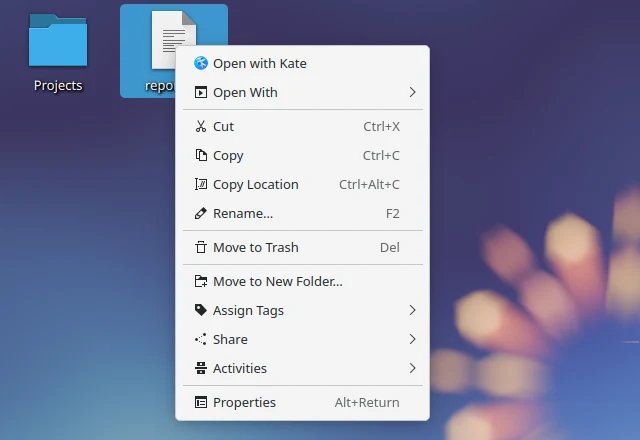 Projects
Open with Kate
Open With
Cut Ctrl+X
Copy Ctrl+C
Copy Location Ctrl+Alt+C
Rename... F2
Move to Trash Del
Move to New Folder...
Assign Tags
Share
Activities
Properties Alt+Return